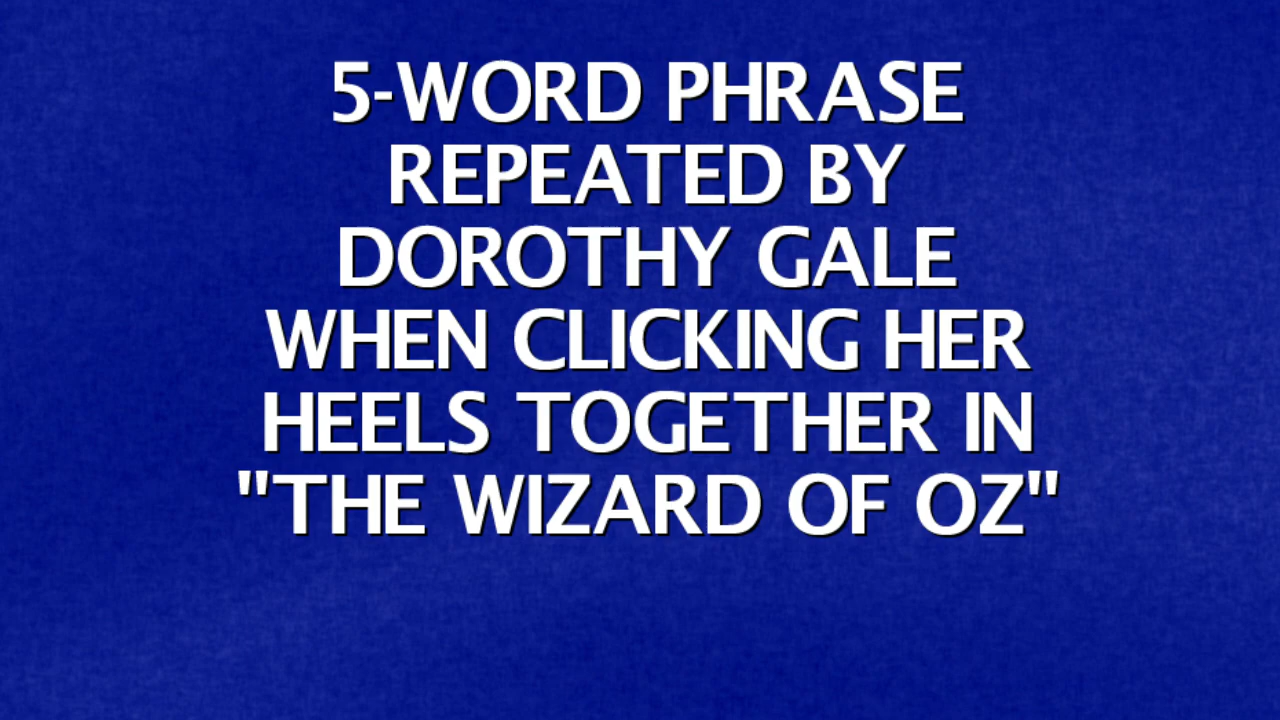 5-WORD PHRASE
REPEATED BY
DOROTHY GALE
WHEN CLICKING HER
HEELS TOGETHER IN
"THE WIZARD OF OZ"